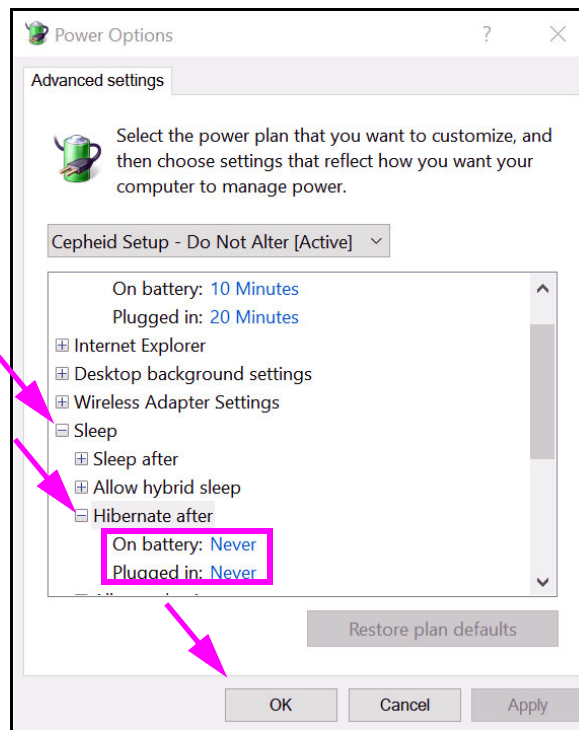 Power Options
Advanced settings
Select the power plan that you want to customize, and
then choose settings that reflect how you want your
computer to manage power.
Cepheid Setup - Do Not Alter [Active]
On battery: 10 Minutes
Plugged in: 20 Minutes
Internet Explorer
Desktop background settings
Wireless Adapter Settings
Sleep
Sleep after
Allow hybrid sleep
Hibernate after
On battery: Never
Plugged in: Never
Restore plan defaults
OK Cancel Apply